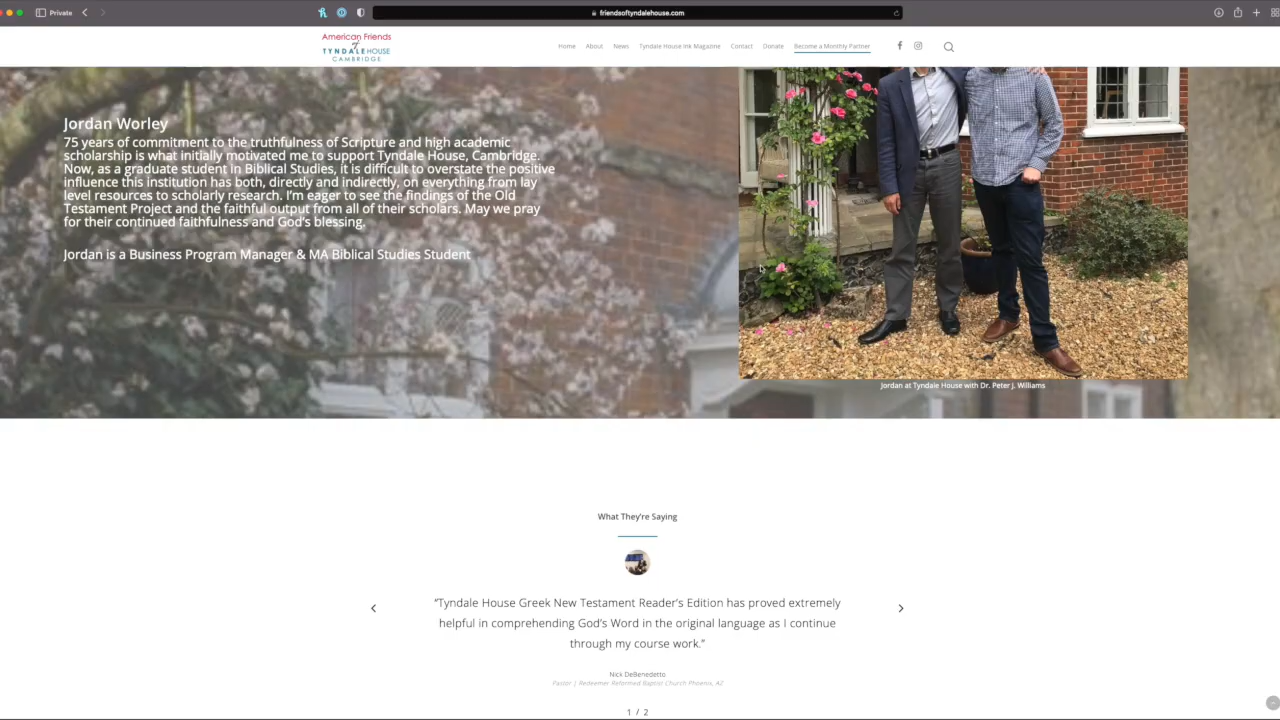 Private
friendsoftyndalehouse.com
American Friends
of
TYNDALE HOUSE
CAMBRIDGE
Home About News Tyndale House Ink Magazine Contact Donate Become a Monthly Partner
Jordan Worley
75 years of commitment to the truthfulness of Scripture and high academic
scholarship is what initially motivated me to support Tyndale House, Cambridge.
Now, as a graduate student in Biblical Studies, it is difficult to overstate the positive
influence this institution has both, directly and indirectly, on everything from lay
level resources to scholarly research. I'm eager to see the findings of the Old
Testament Project and the faithful output from all of their scholars. May we pray
for their continued faithfulness and God's blessing.
Jordan is a Business Program Manager & MA Biblical Studies Student
Jordan at Tyndale House with Dr. Peter J. Williams
What They're Saying
"Tyndale House Greek New Testament Reader's Edition has proved extremely
helpful in comprehending God's Word in the original language as I continue
through my course work."
Nick DeBenedetto
Pastor | Redeemer Reformed Baptist Church Phoenix, AZ
1 / 2